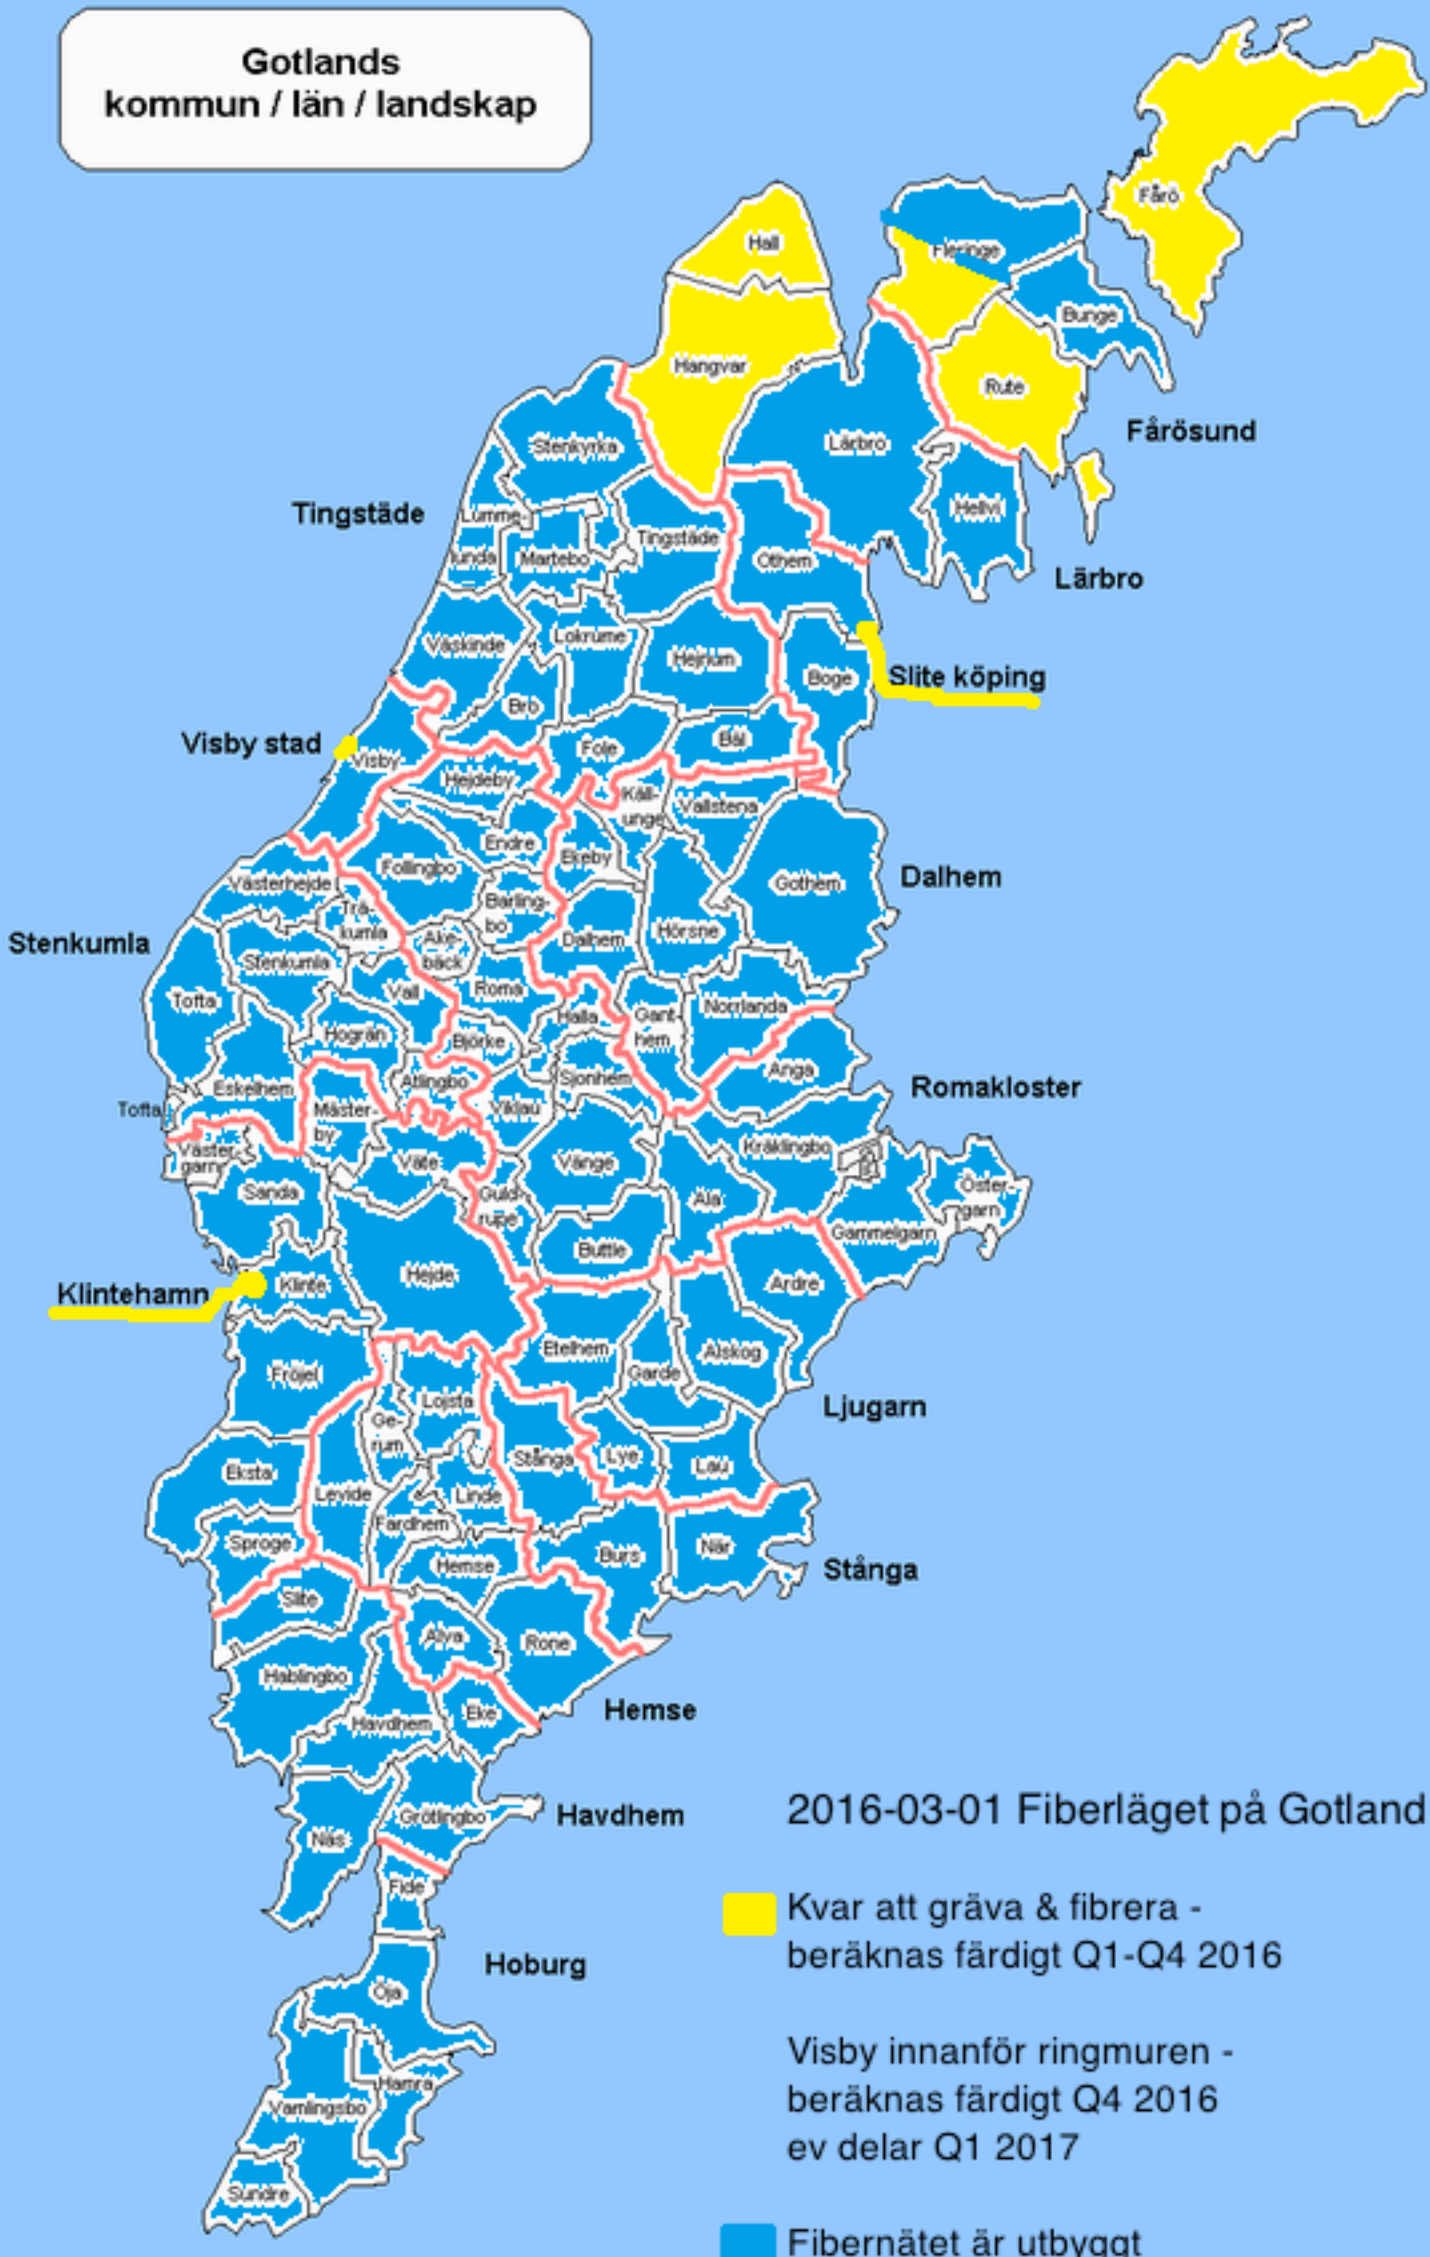 Gotlands
kommun / län / landskap
Fårö
Hall
Fleringe
Bunge
Hangvar
Rute
Fårösund
Stenkyrka
Lärbro
Tingstäde
Lumme-
lunda
Martebo
Tingstäde
Othem
Hellvi
Lärbro
Väskinde
Lokrume
Hejnum
Boge
Slite köping
Bro
Visby stad
Visby
Fole
Bäl
Hejdeby
Käll-
unge
Vallstena
Endre
Ekeby
Follingbo
Gothem
Dalhem
Västerhejde
Barling-
bo
Trä-
kumla
Stenkumla
Ake-
bäck
Dalhem
Hörsne
Stenkumla
Tofta
Vall
Roma
Norrlanda
Halla
Gant-
hem
Hogrän
Björke
Anga
Romakloster
Eskelhem
Atlingbo
Sjonhem
Tofta
Mäster-
by
Viklau
Väster-
garn
Väte
Vänge
Kräklingbo
Sanda
Guld-
rupe
Ala
Öster-
garn
Gammelgarn
Buttle
Klintehamn
Klinte
Hejde
Ardre
Fröjel
Etelhem
Garde
Alskog
Lojsta
Ljugarn
Ge-
rum
Stånga
Lye
Lau
Eksta
Levide
Linde
Fardhem
Sproge
Hemse
Burs
När
Stånga
Silte
Alva
Rone
Hablingbo
Havdhem
Eke
Hemse
Grötlingbo
Havdhem
Näs
Fide
Hoburg
Öja
Hamra
Vamlingsbo
Sundre
2016-03-01 Fiberläget på Gotland
Kvar att gräva & fibrera -
beräknas färdigt Q1-Q4 2016
Visby innanför ringmuren -
beräknas färdigt Q4 2016
ev delar Q1 2017
Fibernätet är utbyggt